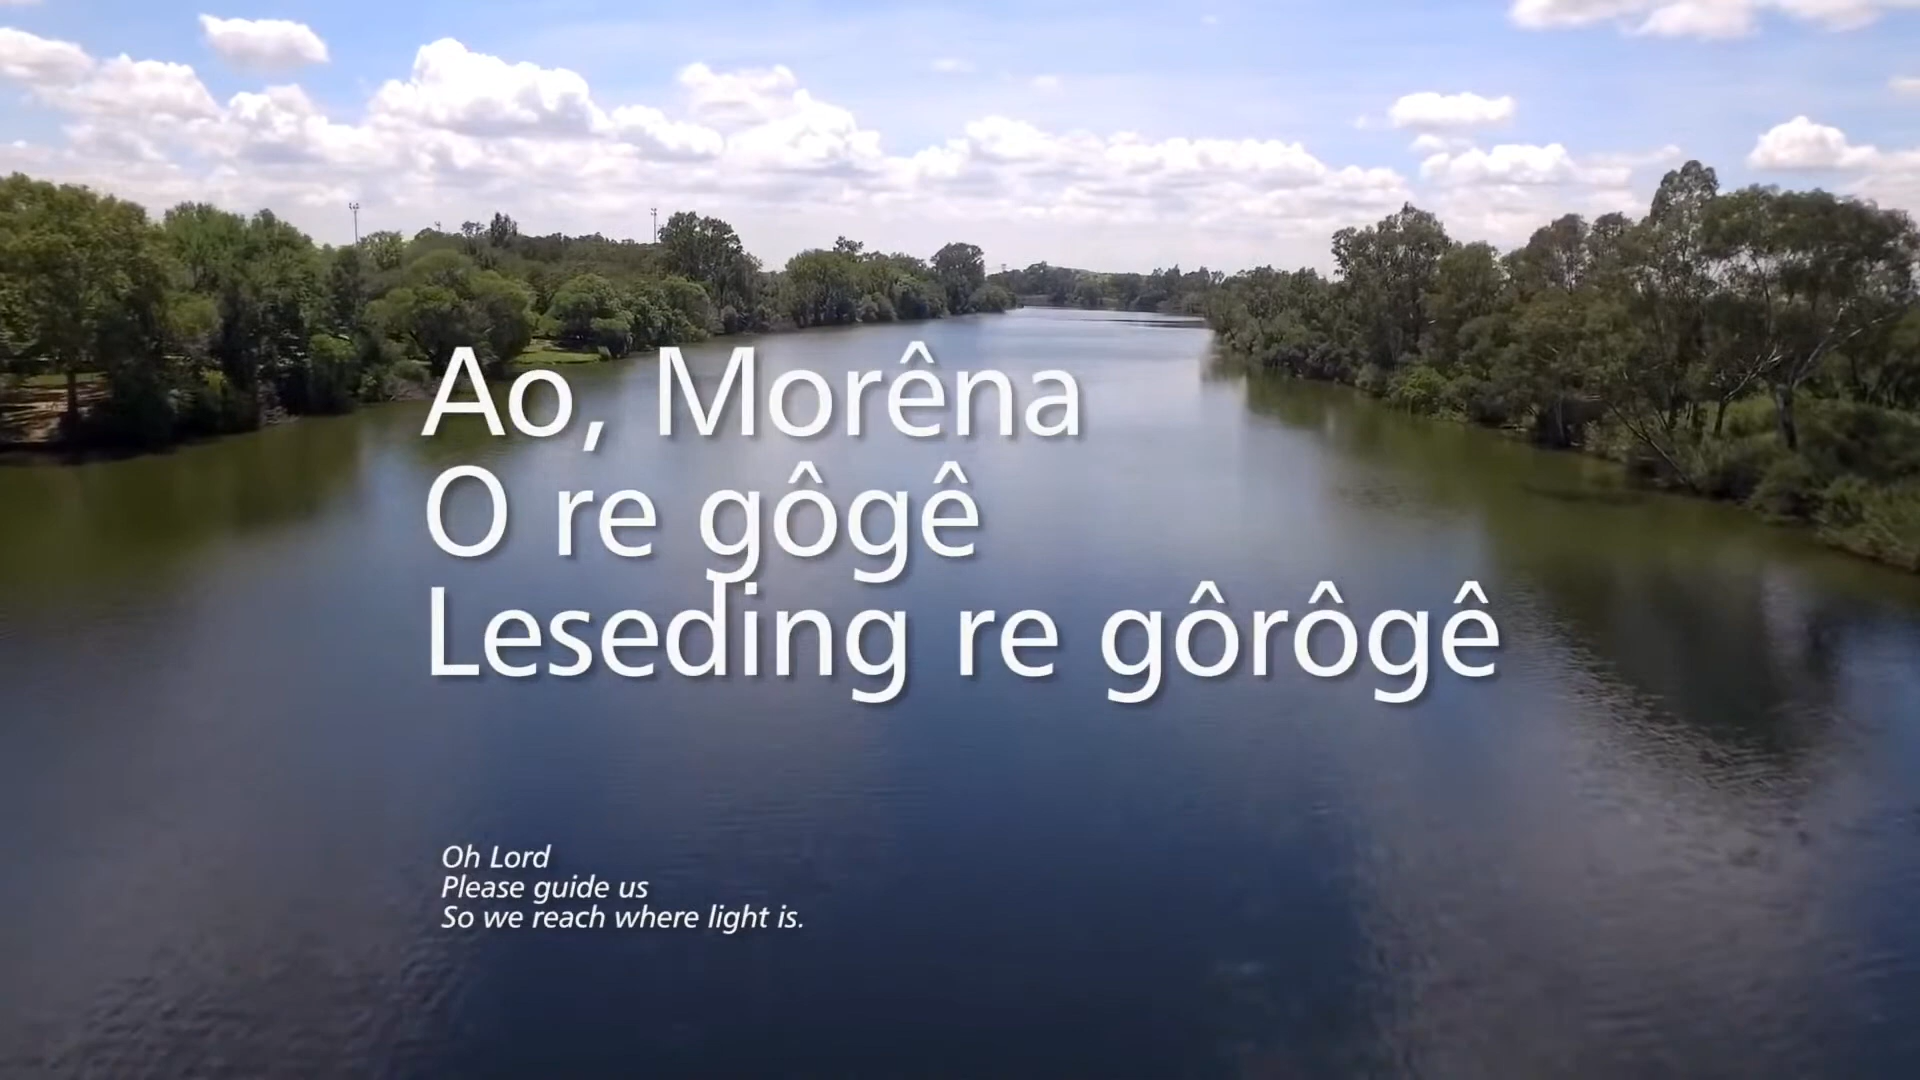 Ao, Morêna
O re gôgê
Leseding re gôrôgê
Oh Lord
Please guide us
So we reach where light is.